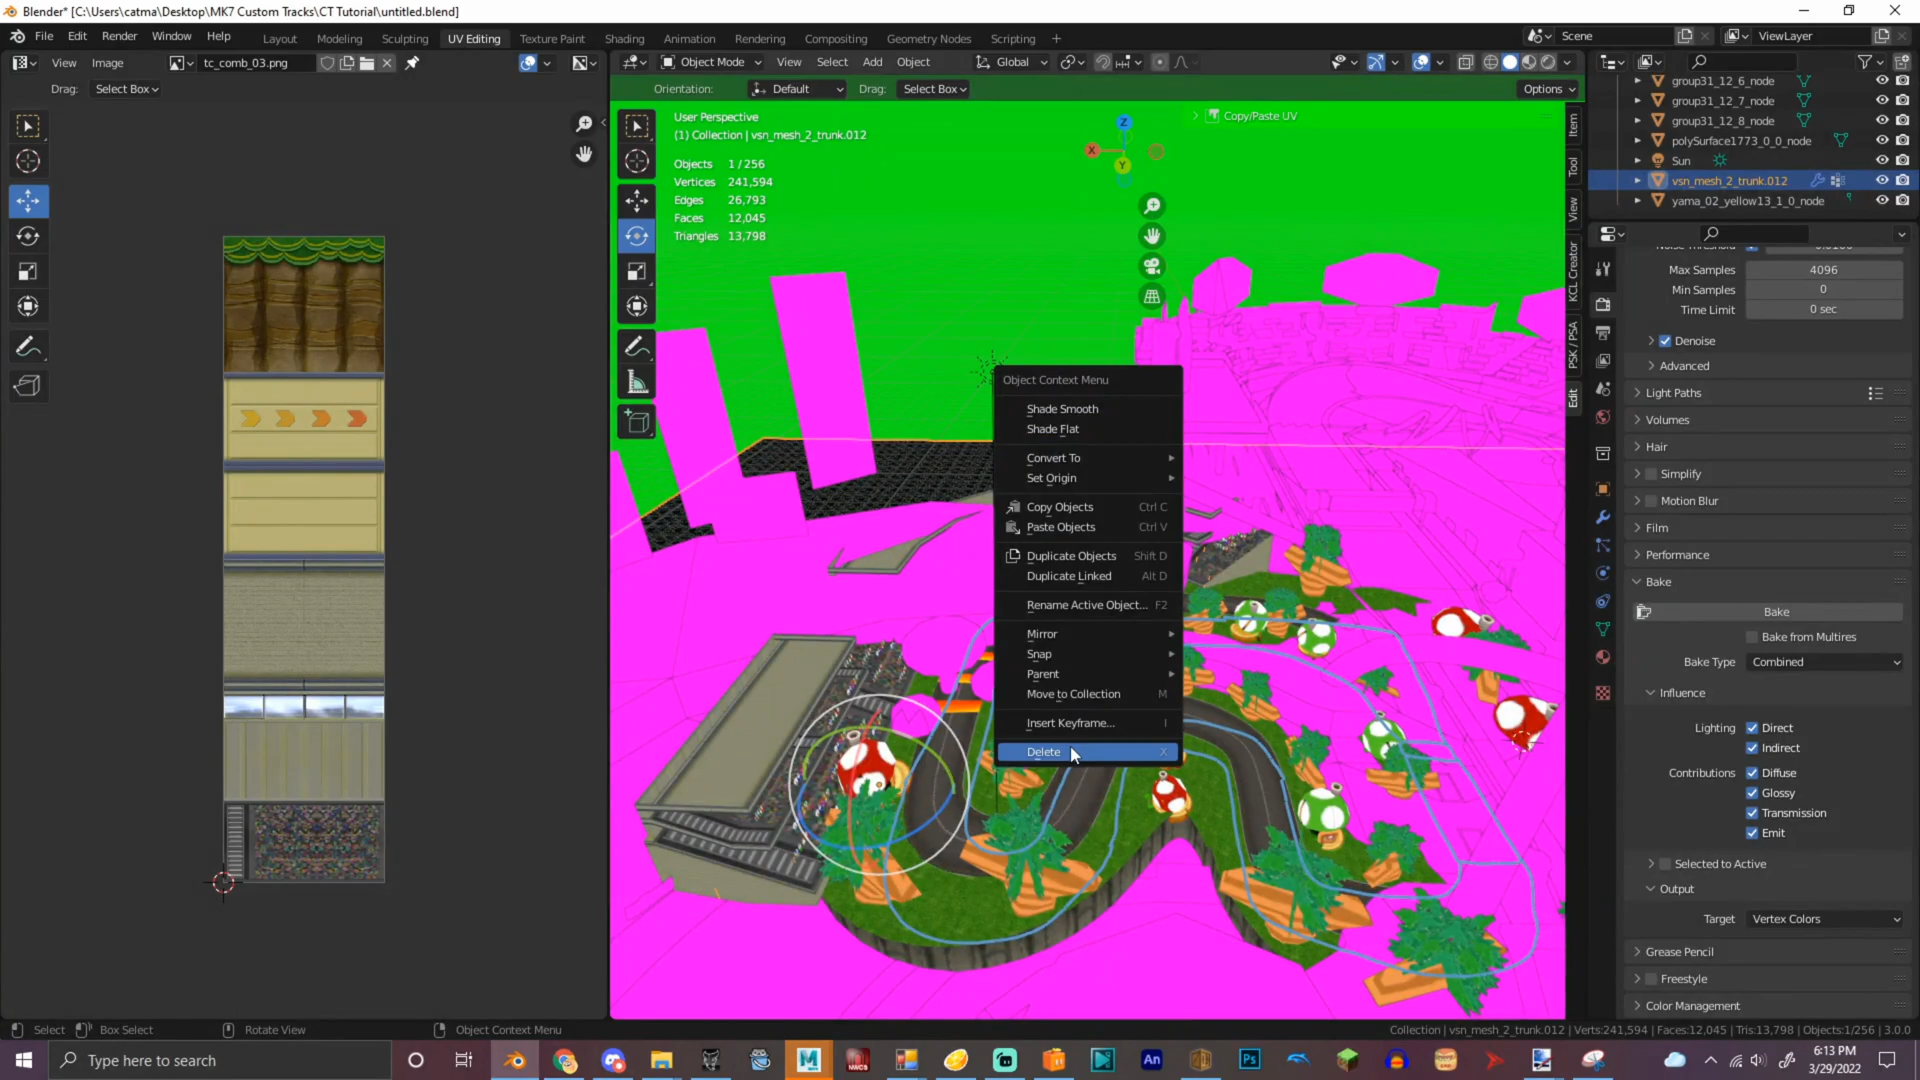 Blender* [C:\Users\catma\Desktop\MK7 Custom Tracks\CT Tutorial\untitled.blend]
File Edit Render Window Help Layout Modeling Sculpting UV Editing Texture Paint Shading Animation Rendering Compositing Geometry Nodes Scripting + Scene ViewLayer
View Image tc_comb_03.png Object Mode View Select Add Object Global
Drag: Select Box Orientation: Default Drag: Select Box Options
User Perspective
(1) Collection | vsn_mesh_2_trunk.012
Objects 1/256
Vertices 241,594
Edges 26,793
Faces 12,045
Triangles 13,798
Copy/Paste UV
Z
X
Y
Item
Tool
View
KCL Creator
PSK / PSA
Edit
Object Context Menu
Shade Smooth
Shade Flat
Convert To
Set Origin
Copy Objects Ctrl C
Paste Objects Ctrl V
Duplicate Objects Shift D
Duplicate Linked Alt D
Rename Active Object... F2
Mirror
Snap
Parent
Move to Collection M
Insert Keyframe... I
Delete X
group31_12_6_node
group31_12_7_node
group31_12_8_node
polySurface1773_0_0_node
Sun
vsn_mesh_2_trunk.012
yama_02_yellow13_1_0_node
Max Samples 4096
Min Samples 0
Time Limit 0 sec
Denoise
Advanced
Light Paths
Volumes
Hair
Simplify
Motion Blur
Film
Performance
Bake
Bake
Bake from Multires
Bake Type Combined
Influence
Lighting Direct
Indirect
Contributions Diffuse
Glossy
Transmission
Emit
Selected to Active
Output
Target Vertex Colors
Grease Pencil
Freestyle
Color Management
Select Box Select Rotate View Object Context Menu Collection | vsn_mesh_2_trunk.012 | Verts:241,594 | Faces:12,045 | Tris:13,798 | Objects:1/256 | 3.0.0
Type here to search
6:13 PM
3/29/2022